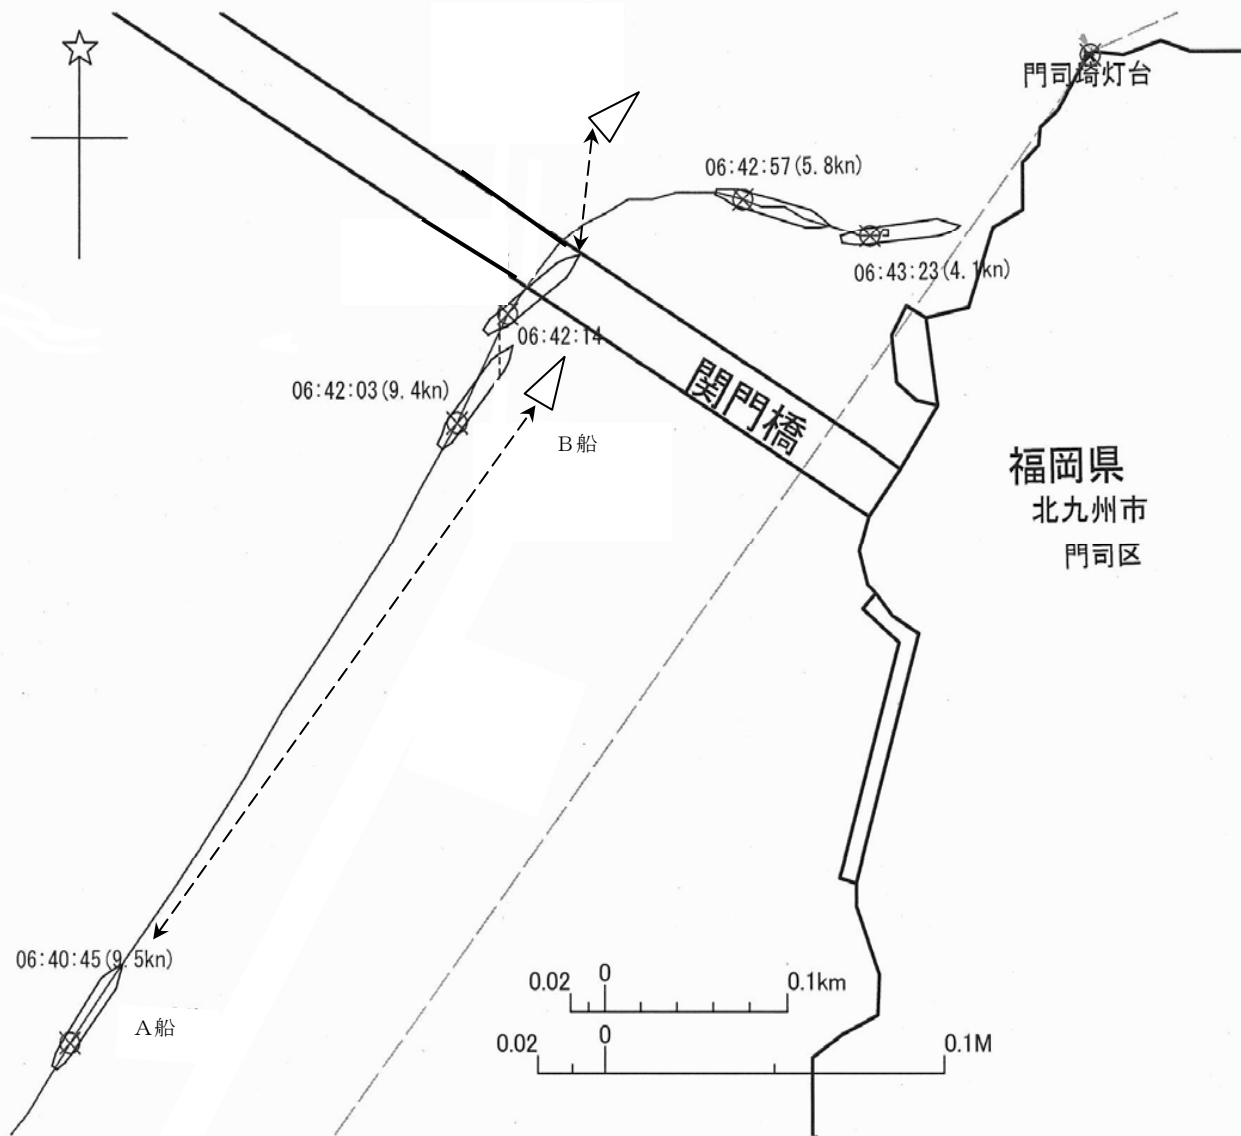 門司埼灯台
06:42:57(5.8kn)
06:43:23(4.1kn)
06:42:14
06:42:03(9.4kn)
関門橋
B船
福岡県
北九州市
門司区
06:40:45(9.5kn)
A船
0.02 0 0.1km
0.02 0 0.1M